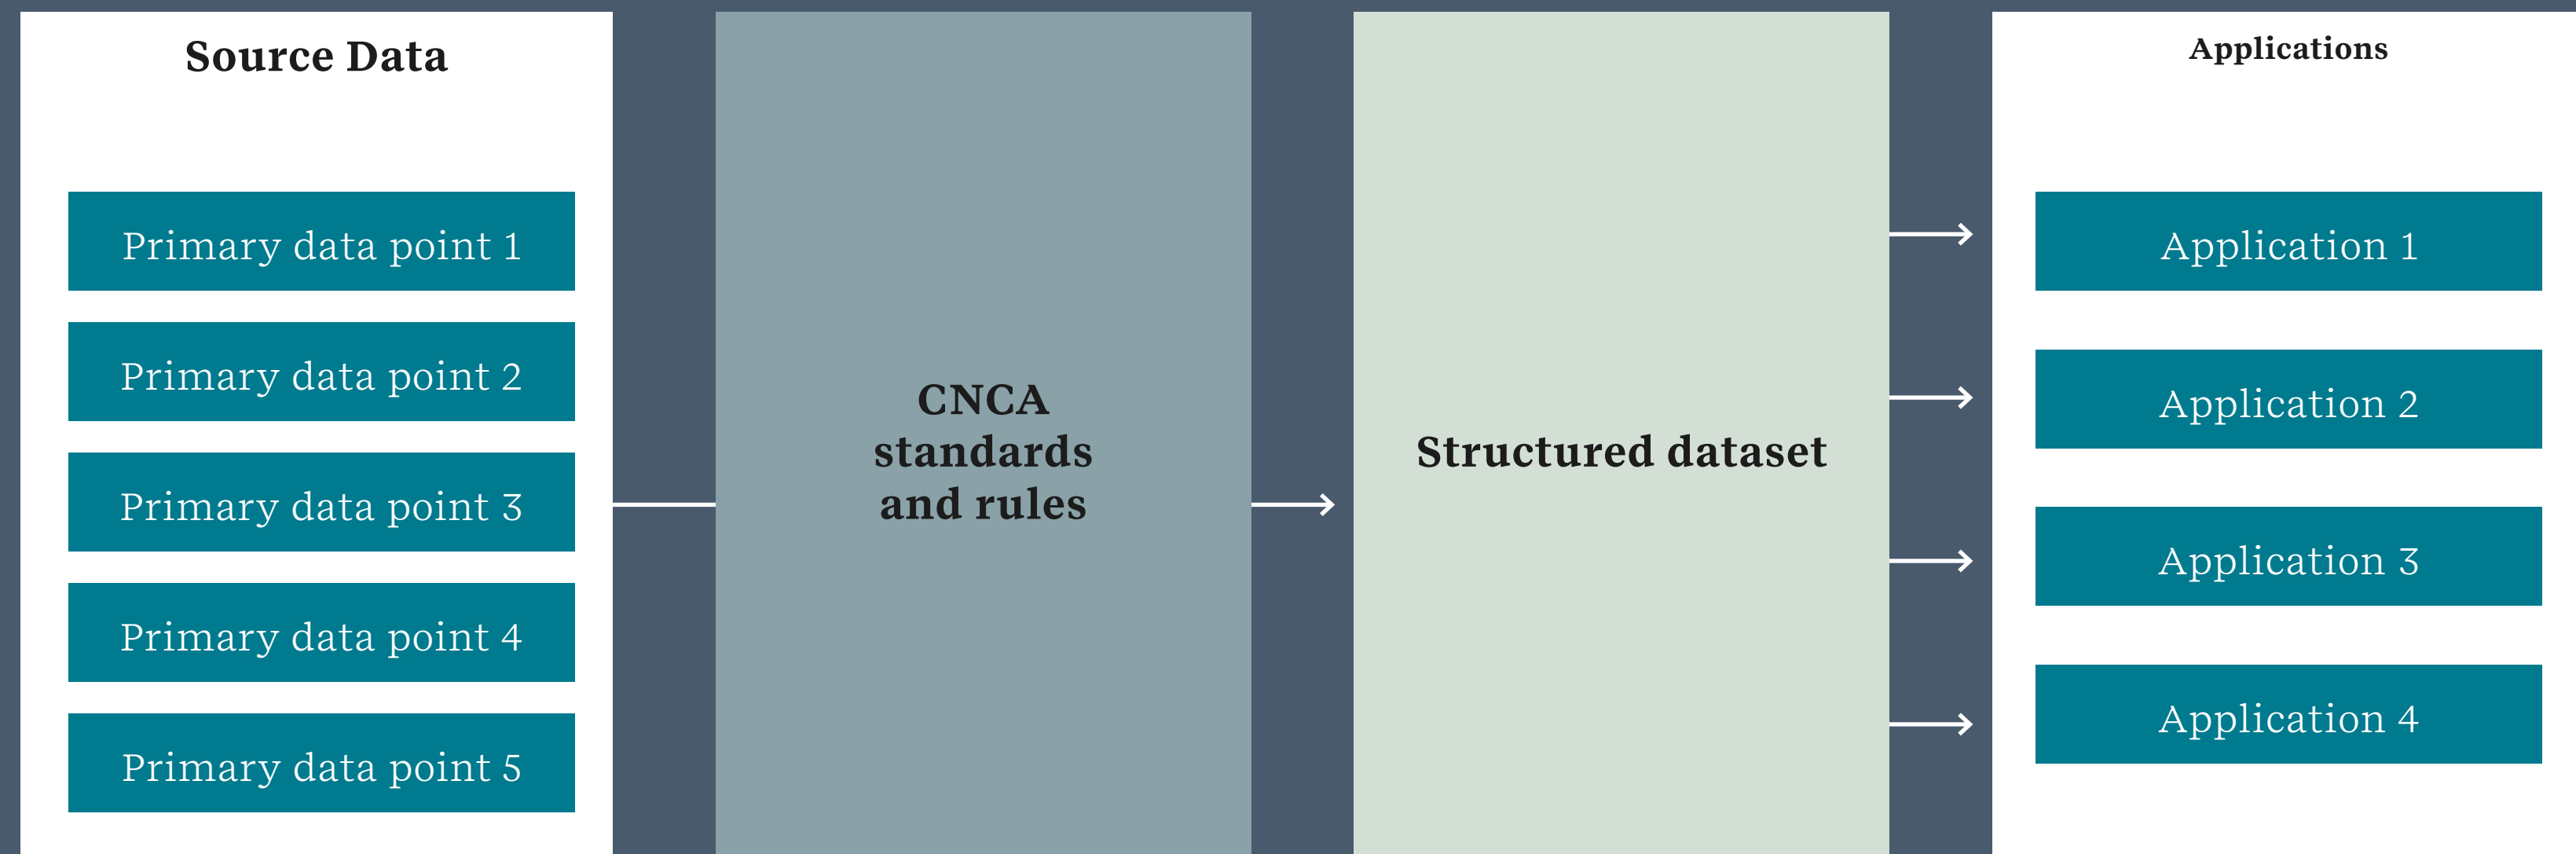 Source Data
Primary data point 1
Primary data point 2
Primary data point 3
Primary data point 4
Primary data point 5
CNCA
standards
and rules
Structured dataset
Applications
Application 1
Application 2
Application 3
Application 4